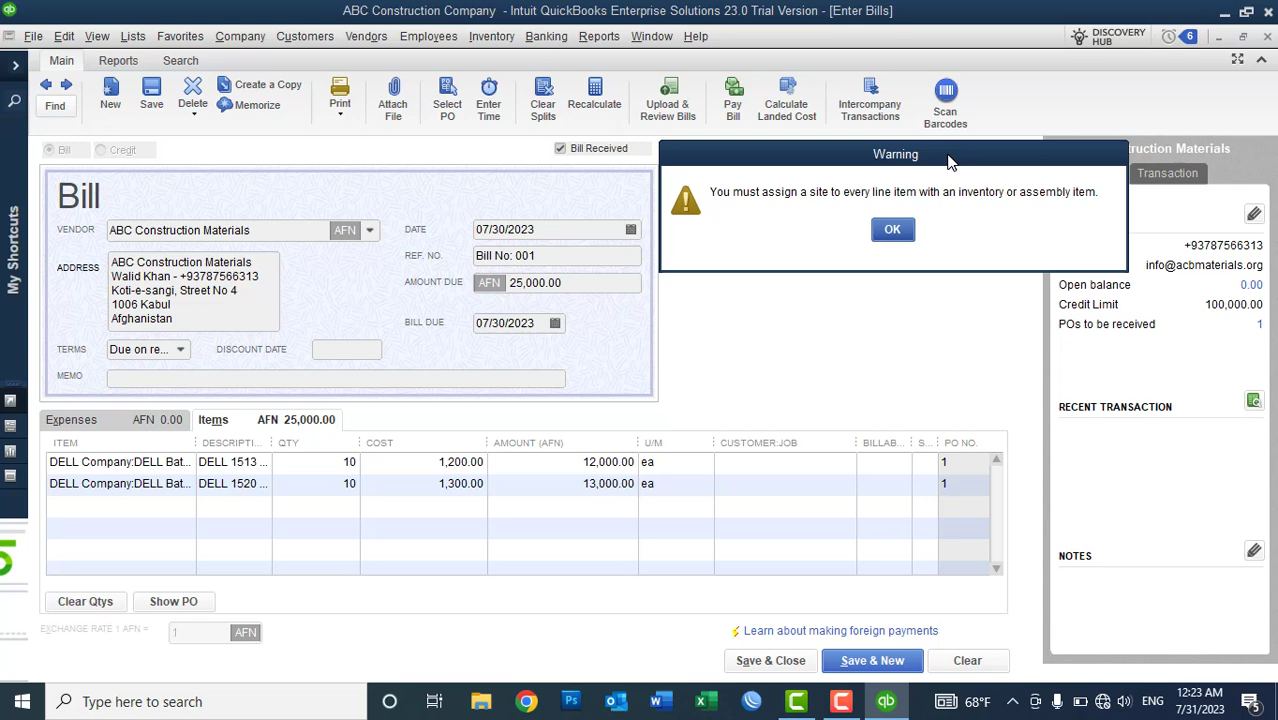 ABC Construction Company - Intuit QuickBooks Enterprise Solutions 23.0 Trial Version - [Enter Bills]
File Edit View Lists Favorites Company Customers Vendors Employees Inventory Banking Reports Window Help
DISCOVERY HUB
6
Main Reports Search
Find
New
Save
Delete
Create a Copy
Memorize
Print
Attach File
Select PO
Enter Time
Clear Splits
Recalculate
Upload & Review Bills
Pay Bill
Calculate Landed Cost
Intercompany Transactions
Scan Barcodes
My Shortcuts
Bill Credit
Bill Received
Bill
VENDOR ABC Construction Materials AFN
ADDRESS
ABC Construction Materials
Walid Khan - +93787566313
Koti-e-sangi, Street No 4
1006 Kabul
Afghanistan
TERMS Due on re... DISCOUNT DATE
MEMO
DATE 07/30/2023
REF. NO. Bill No: 001
AMOUNT DUE AFN 25,000.00
BILL DUE 07/30/2023
Warning
You must assign a site to every line item with an inventory or assembly item.
OK
nstruction Materials
Transaction
+93787566313
info@acbmaterials.org
Open balance 0.00
Credit Limit 100,000.00
POs to be received 1
RECENT TRANSACTION
NOTES
Expenses AFN 0.00 Items AFN 25,000.00
ITEM DESCRIPTI... QTY COST AMOUNT (AFN) U/M CUSTOMER:JOB BILLAB... S... PO NO.
DELL Company:DELL Bat... DELL 1513 ... 10 1,200.00 12,000.00 ea 1
DELL Company:DELL Bat... DELL 1520 ... 10 1,300.00 13,000.00 ea 1
Clear Qtys Show PO
EXCHANGE RATE 1 AFN = 1 AFN
Learn about making foreign payments
Save & Close Save & New Clear
Type here to search
68°F
ENG
12:23 AM
7/31/2023
5